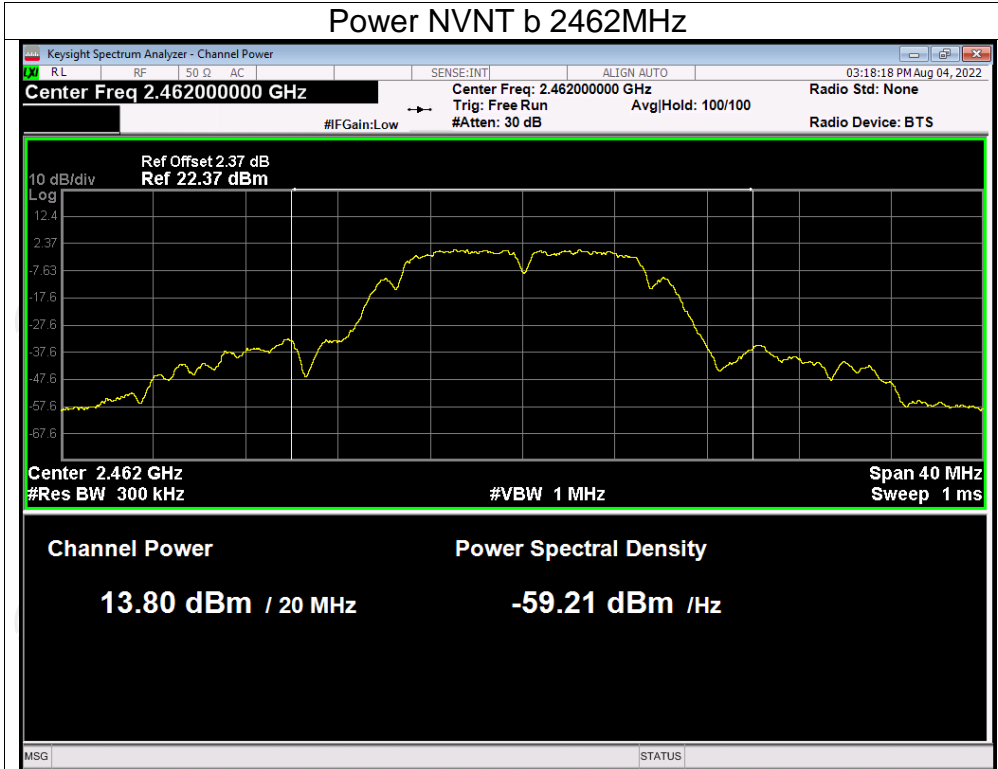 Power NVNT b 2462MHz
Keysight Spectrum Analyzer - Channel Power
LXI RL RF 50 Ω AC SENSE:INT ALIGN AUTO 03:18:18 PM Aug 04, 2022
Center Freq 2.462000000 GHz Center Freq: 2.462000000 GHz Radio Std: None
Trig: Free Run Avg|Hold: 100/100
#IFGain:Low #Atten: 30 dB Radio Device: BTS
Ref Offset 2.37 dB
10 dB/div Ref 22.37 dBm
Log
12.4
2.37
-7.63
-17.6
-27.6
-37.6
-47.6
-57.6
-67.6
Center 2.462 GHz Span 40 MHz
#Res BW 300 kHz #VBW 1 MHz Sweep 1 ms
Channel Power Power Spectral Density
13.80 dBm / 20 MHz -59.21 dBm /Hz
MSG STATUS